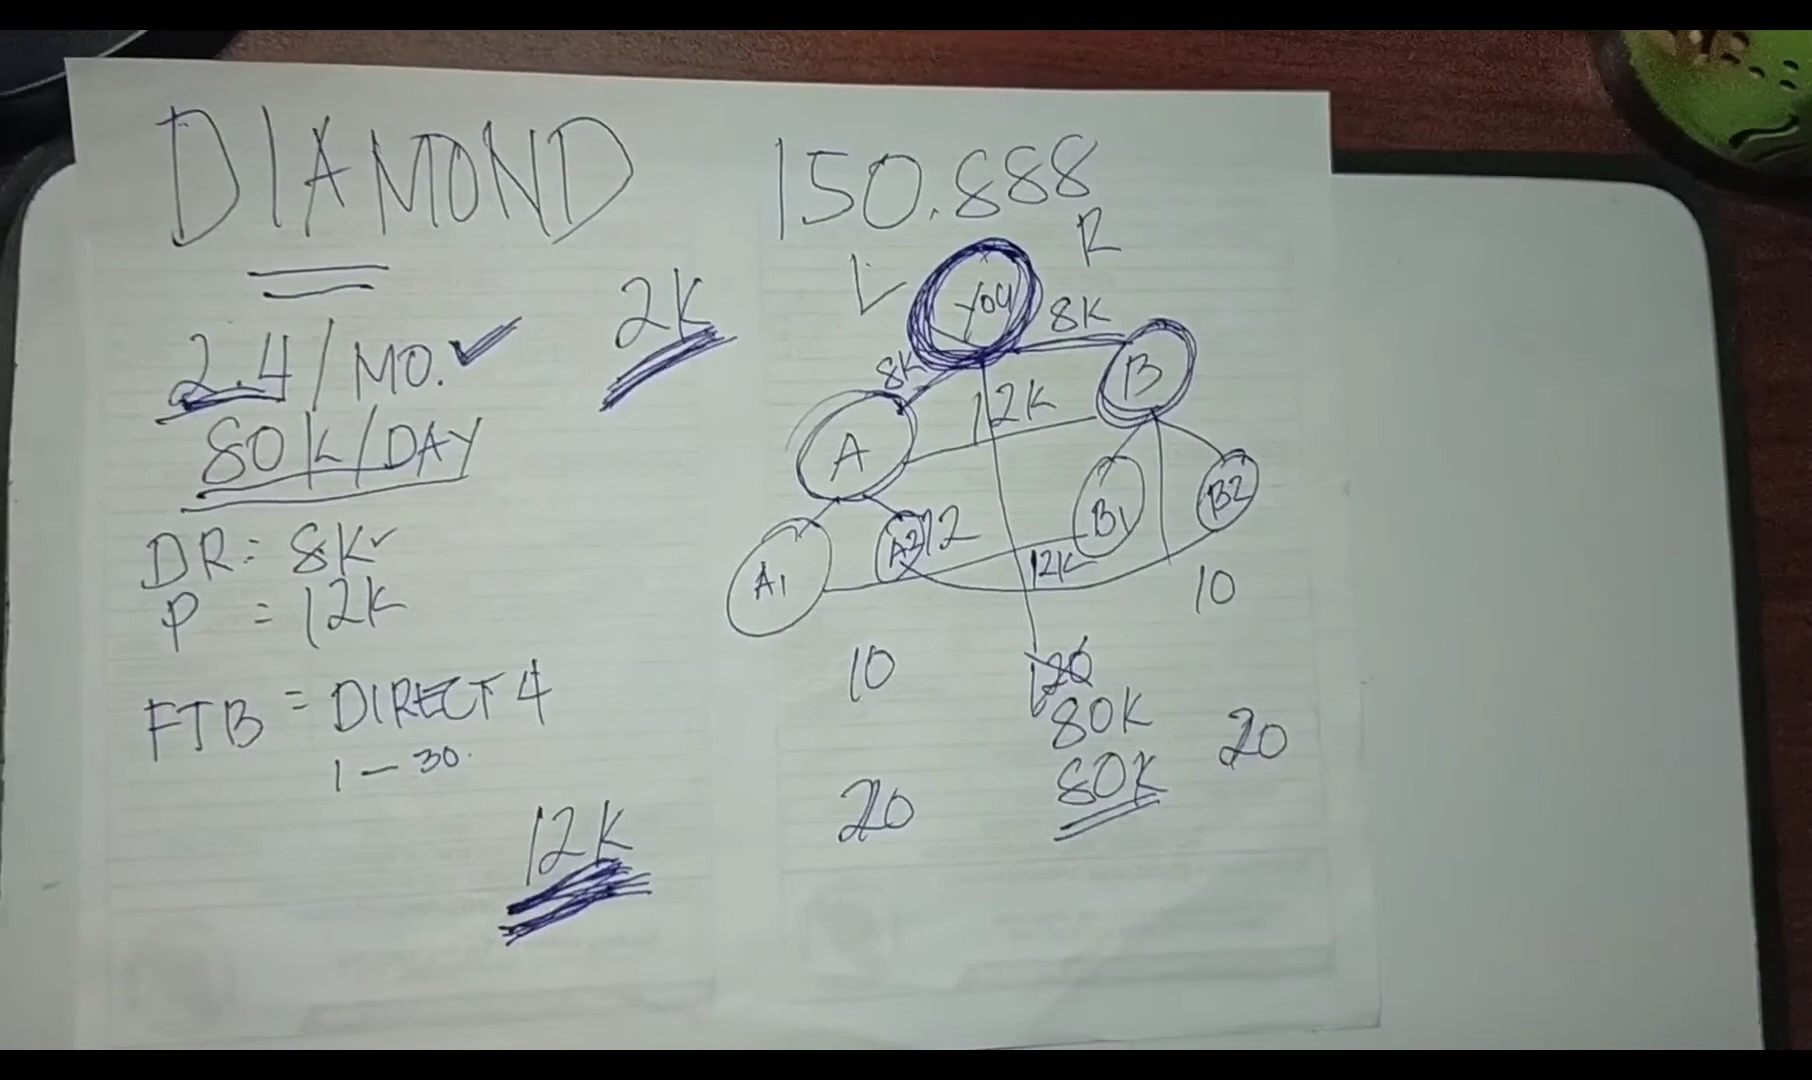 DIAMOND
150.888
2.4/MO.
2K
80K/DAY
DR = 8K
P = 12K
FTB = DIRECT 4
1 - 30.
12K
L
R
YOU
8K
8K
A
12K
B
A1
A2
12
B1
B2
12K
10
10
120
80K
20
20
80K